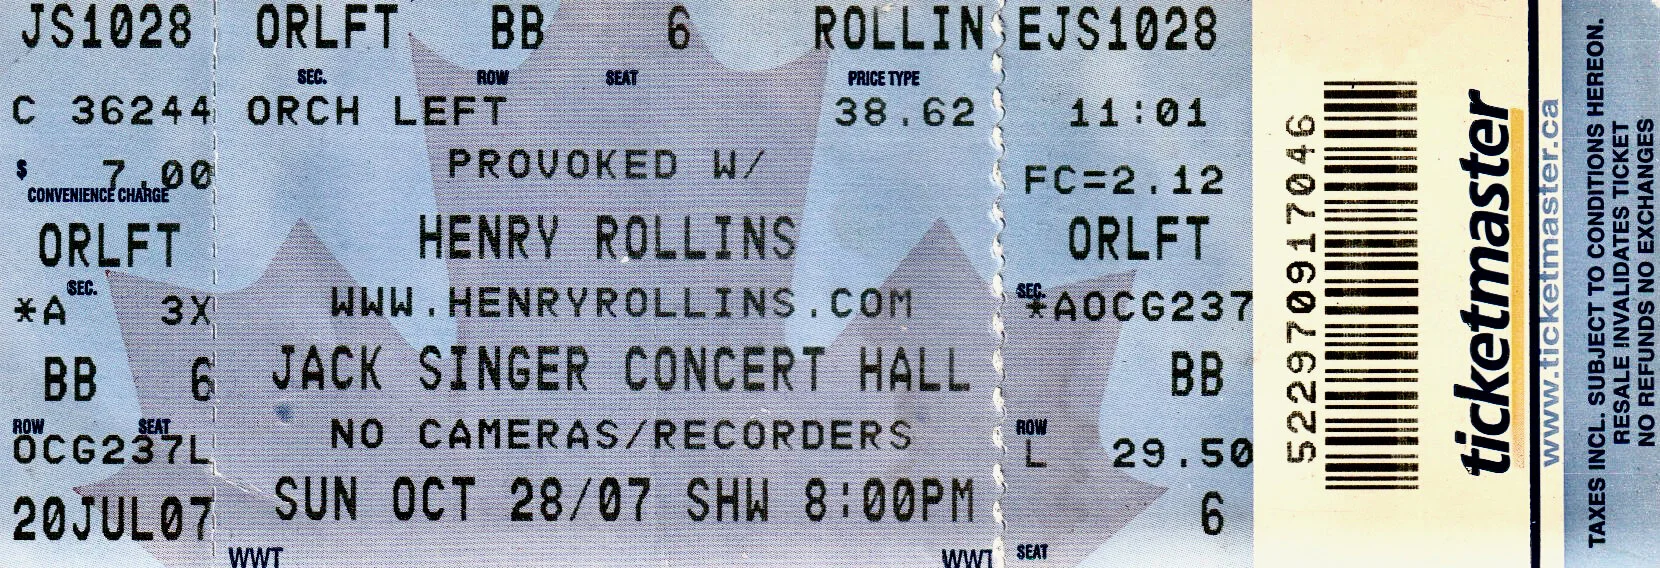 JS1028
C 36244
$ 7.00
CONVENIENCE CHARGE
ORLFT
SEC.
*A 3X
BB 6
ROW SEAT
OCG237L
20JUL07
ORLFT BB 6 ROLLIN
SEC. ROW SEAT PRICE TYPE
ORCH LEFT 38.62
PROVOKED W/
HENRY ROLLINS
WWW.HENRYROLLINS.COM
JACK SINGER CONCERT HALL
NO CAMERAS/RECORDERS
SUN OCT 28/07 SHW 8:00PM
WWT WWT
EJS1028
11:01
FC=2.12
ORLFT
SEC.
*AOCG237
BB
ROW
L 29.50
6
SEAT
522970917046
ticketmaster
www.ticketmaster.ca
TAXES INCL. SUBJECT TO CONDITIONS HEREON.
RESALE INVALIDATES TICKET
NO REFUNDS NO EXCHANGES